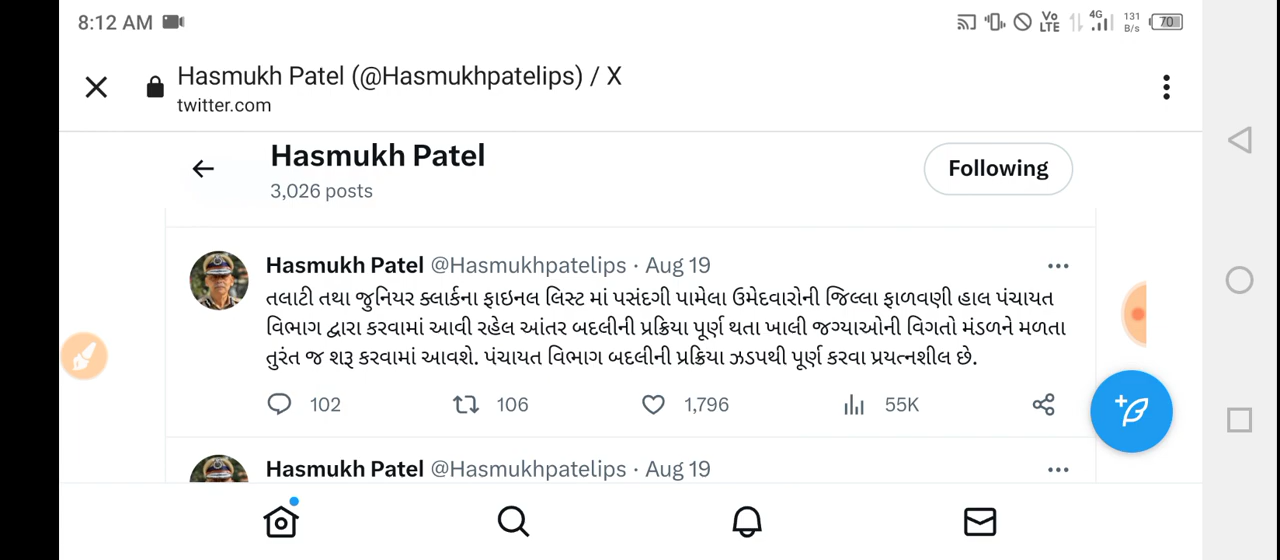 8:12 AM
Vo LTE 4G 131 B/s 70
Hasmukh Patel (@Hasmukhpatelips) / X
twitter.com
Hasmukh Patel
Following
3,026 posts
Hasmukh Patel @Hasmukhpatelips · Aug 19
તલાટી તથા જુનિયર ક્લાર્કના ફાઇનલ લિસ્ટ માં પસંદગી પામેલા ઉમેદવારોની જિલ્લા ફાળવણી હાલ પંચાયત
વિભાગ દ્વારા કરવામાં આવી રહેલ આંતર બદલીની પ્રક્રિયા પૂર્ણ થતા ખાલી જગ્યાઓની વિગતો મંડળને મળતા
તુરંત જ શરૂ કરવામાં આવશે. પંચાયત વિભાગ બદલીની પ્રક્રિયા ઝડપથી પૂર્ણ કરવા પ્રયત્નશીલ છે.
102 106 1,796 55K
Hasmukh Patel @Hasmukhpatelips · Aug 19